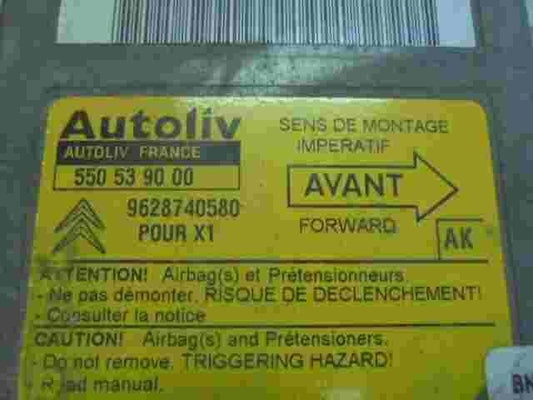 Autoliv
AUTOLIV FRANCE
550 53 90 00
9628740580
POUR X1
SENS DE MONTAGE
IMPERATIF
AVANT
FORWARD
AK
ATTENTION! Airbag(s) et Prétensionneurs.
- Ne pas démonter. RISQUE DE DECLENCHEMENT!
- Consulter la notice
CAUTION! Airbag(s) and Pretensioners.
- Do not remove. TRIGGERING HAZARD!
- Read manual.
BN